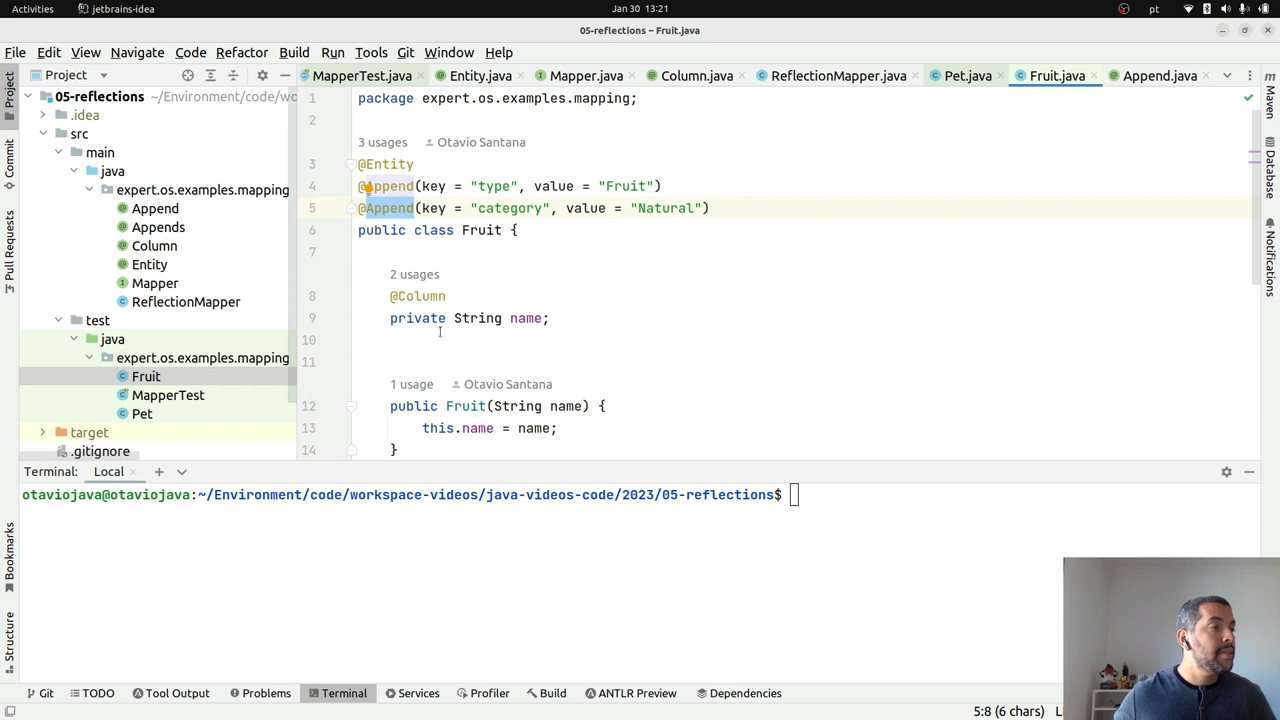 Activities jetbrains-idea Jan 30 13:21 pt
05-reflections – Fruit.java
File Edit View Navigate Code Refactor Build Run Tools Git Window Help
Project MapperTest.java Entity.java Mapper.java Column.java ReflectionMapper.java Pet.java Fruit.java Append.java
Project
Commit
Pull Requests
Bookmarks
Structure
05-reflections ~/Environment/code/wo
.idea
src
main
java
expert.os.examples.mapping
Append
Appends
Column
Entity
Mapper
ReflectionMapper
test
java
expert.os.examples.mapping
Fruit
MapperTest
Pet
target
.gitignore
1 package expert.os.examples.mapping;
2
3 usages Otavio Santana
3 @Entity
4 @Append(key = "type", value = "Fruit")
5 @Append(key = "category", value = "Natural")
6 public class Fruit {
7
2 usages
8 @Column
9 private String name;
10
11
1 usage Otavio Santana
12 public Fruit(String name) {
13 this.name = name;
14 }
Maven
Database
Notifications
Terminal: Local
otaviojava@otaviojava:~/Environment/code/workspace-videos/java-videos-code/2023/05-reflections$
Git TODO Tool Output Problems Terminal Services Profiler Build ANTLR Preview Dependencies
5:8 (6 chars)